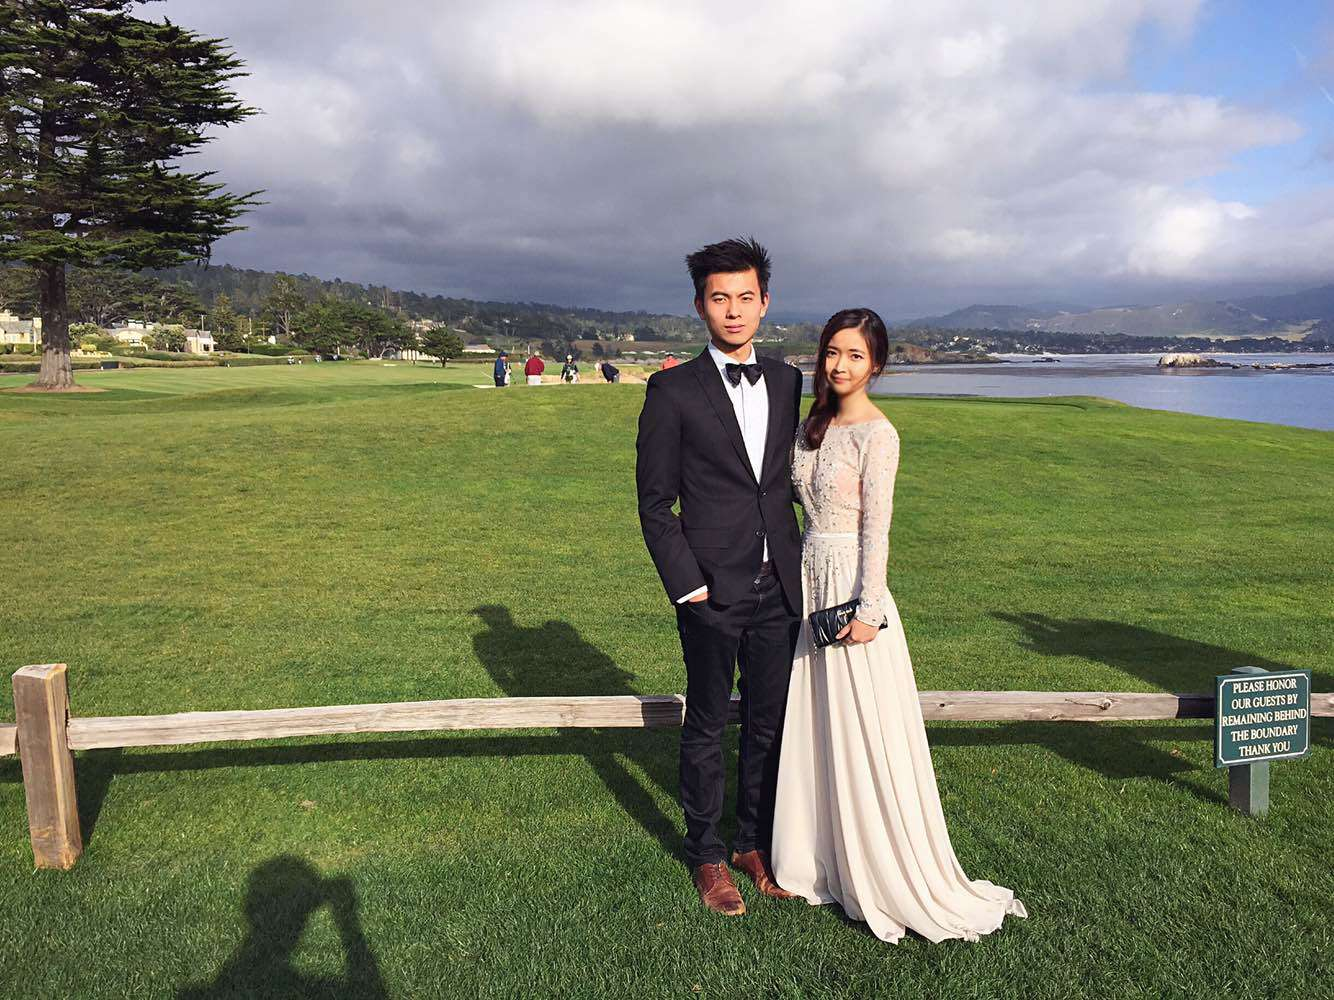 PLEASE HONOR
OUR GUESTS BY
REMAINING BEHIND
THE BOUNDARY
THANK YOU